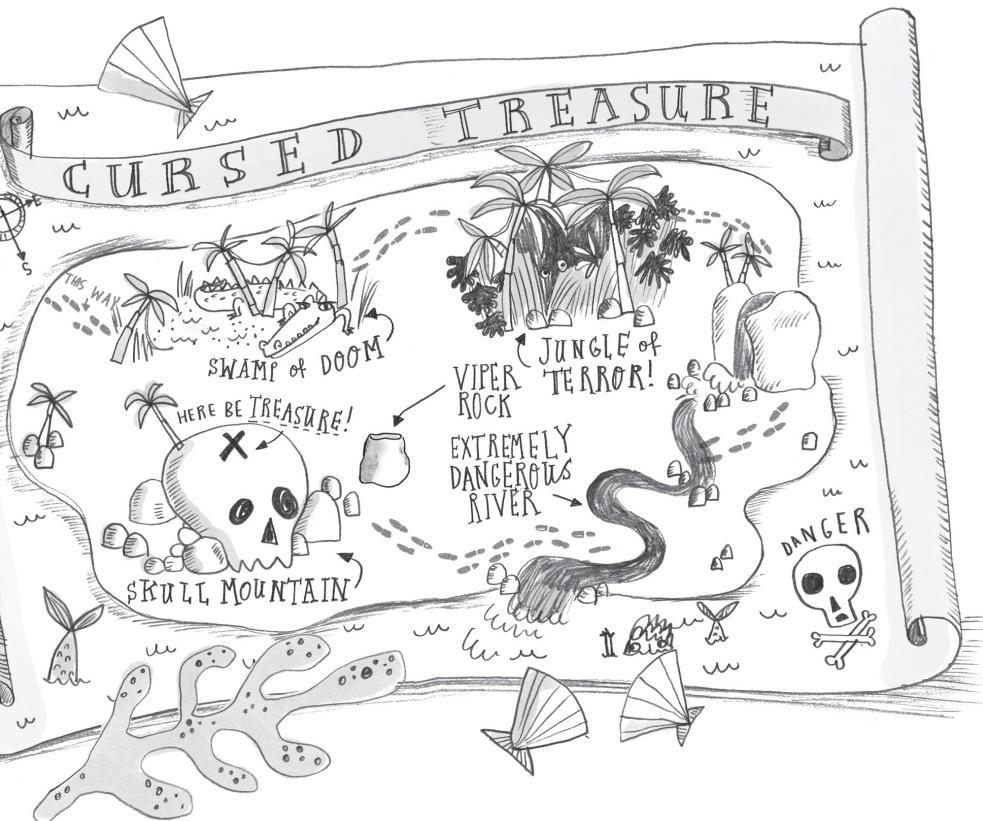 CURSED TREASURE
E
S
THIS WAY
SWAMP of DOOM
JUNGLE of
TERROR!
VIPER
ROCK
HERE BE TREASURE!
X
EXTREMELY
DANGEROUS
RIVER
SKULL MOUNTAIN
DANGER